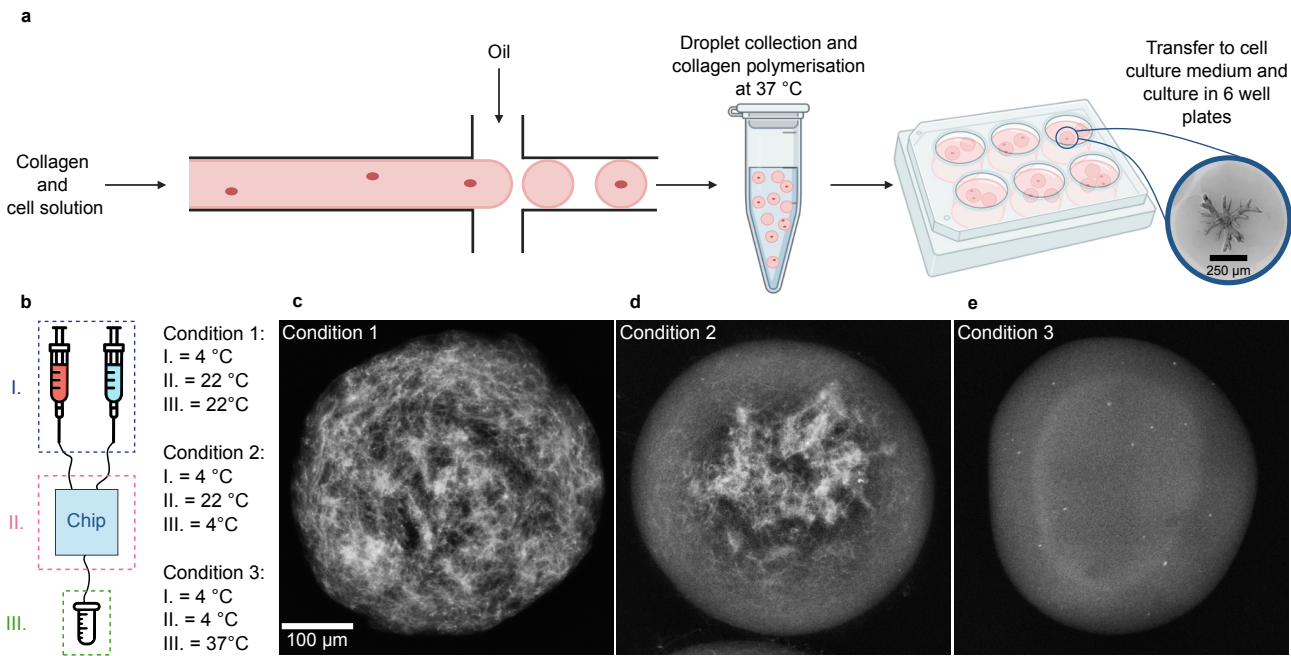 a
Oil
Collagen
and
cell solution
Droplet collection and
collagen polymerisation
at 37 °C
Transfer to cell
culture medium and
culture in 6 well
plates
250 µm
b
I.
II.
III.
Chip
Condition 1:
I. = 4 °C
II. = 22 °C
III. = 22°C
Condition 2:
I. = 4 °C
II. = 22 °C
III. = 4°C
Condition 3:
I. = 4 °C
II. = 4 °C
III. = 37°C
c
Condition 1
100 µm
d
Condition 2
e
Condition 3